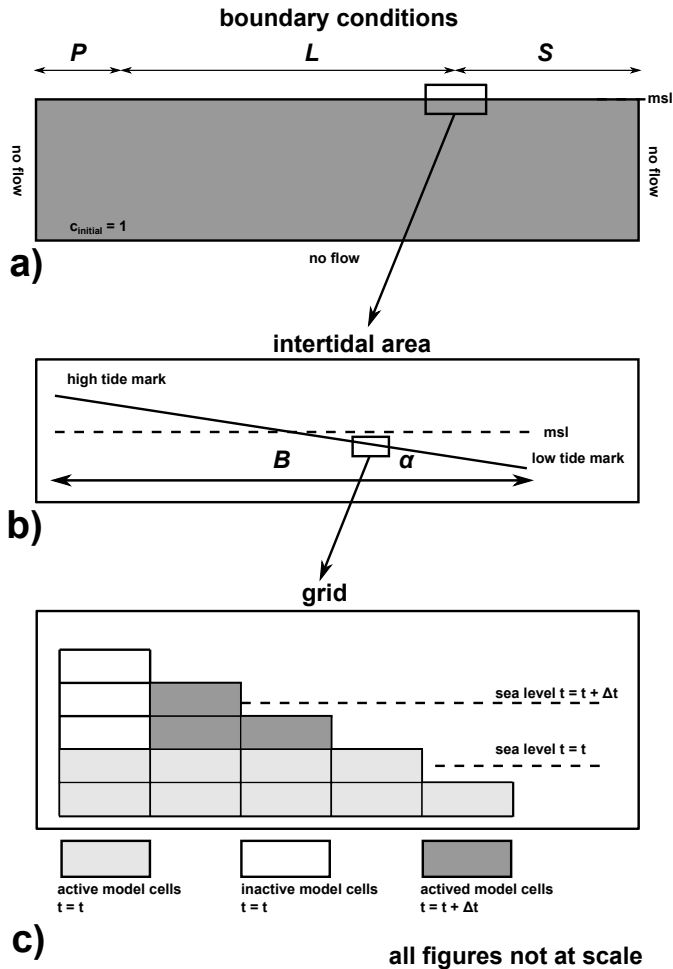 boundary conditions
P L S
msl
no flow
no flow
c_initial = 1
no flow
a)
intertidal area
high tide mark
msl
B α
low tide mark
b)
grid
sea level t = t + Δt
sea level t = t
active model cells
t = t
inactive model cells
t = t
actived model cells
t = t + Δt
c)
all figures not at scale